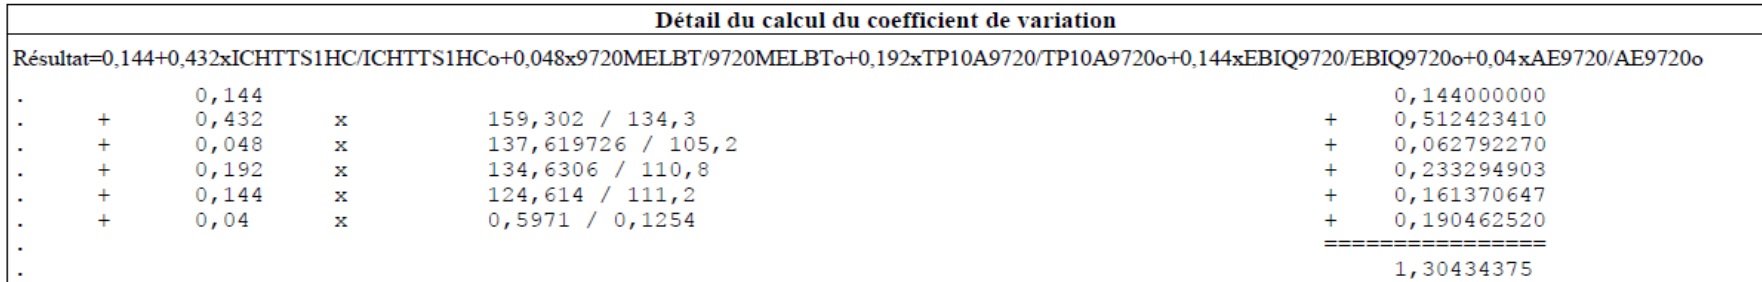 Détail du calcul du coefficient de variation
Résultat=0,144+0,432xICHTTS1HC/ICHTTS1HCo+0,048x9720MELBT/9720MELBTo+0,192xTP10A9720/TP10A9720o+0,144xEBIQ9720/EBIQ9720o+0,04xAE9720/AE9720o
. 0,144 0,144000000
. + 0,432 x 159,302 / 134,3 + 0,512423410
. + 0,048 x 137,619726 / 105,2 + 0,062792270
. + 0,192 x 134,6306 / 110,8 + 0,233294903
. + 0,144 x 124,614 / 111,2 + 0,161370647
. + 0,04 x 0,5971 / 0,1254 + 0,190462520
. ================
. 1,30434375